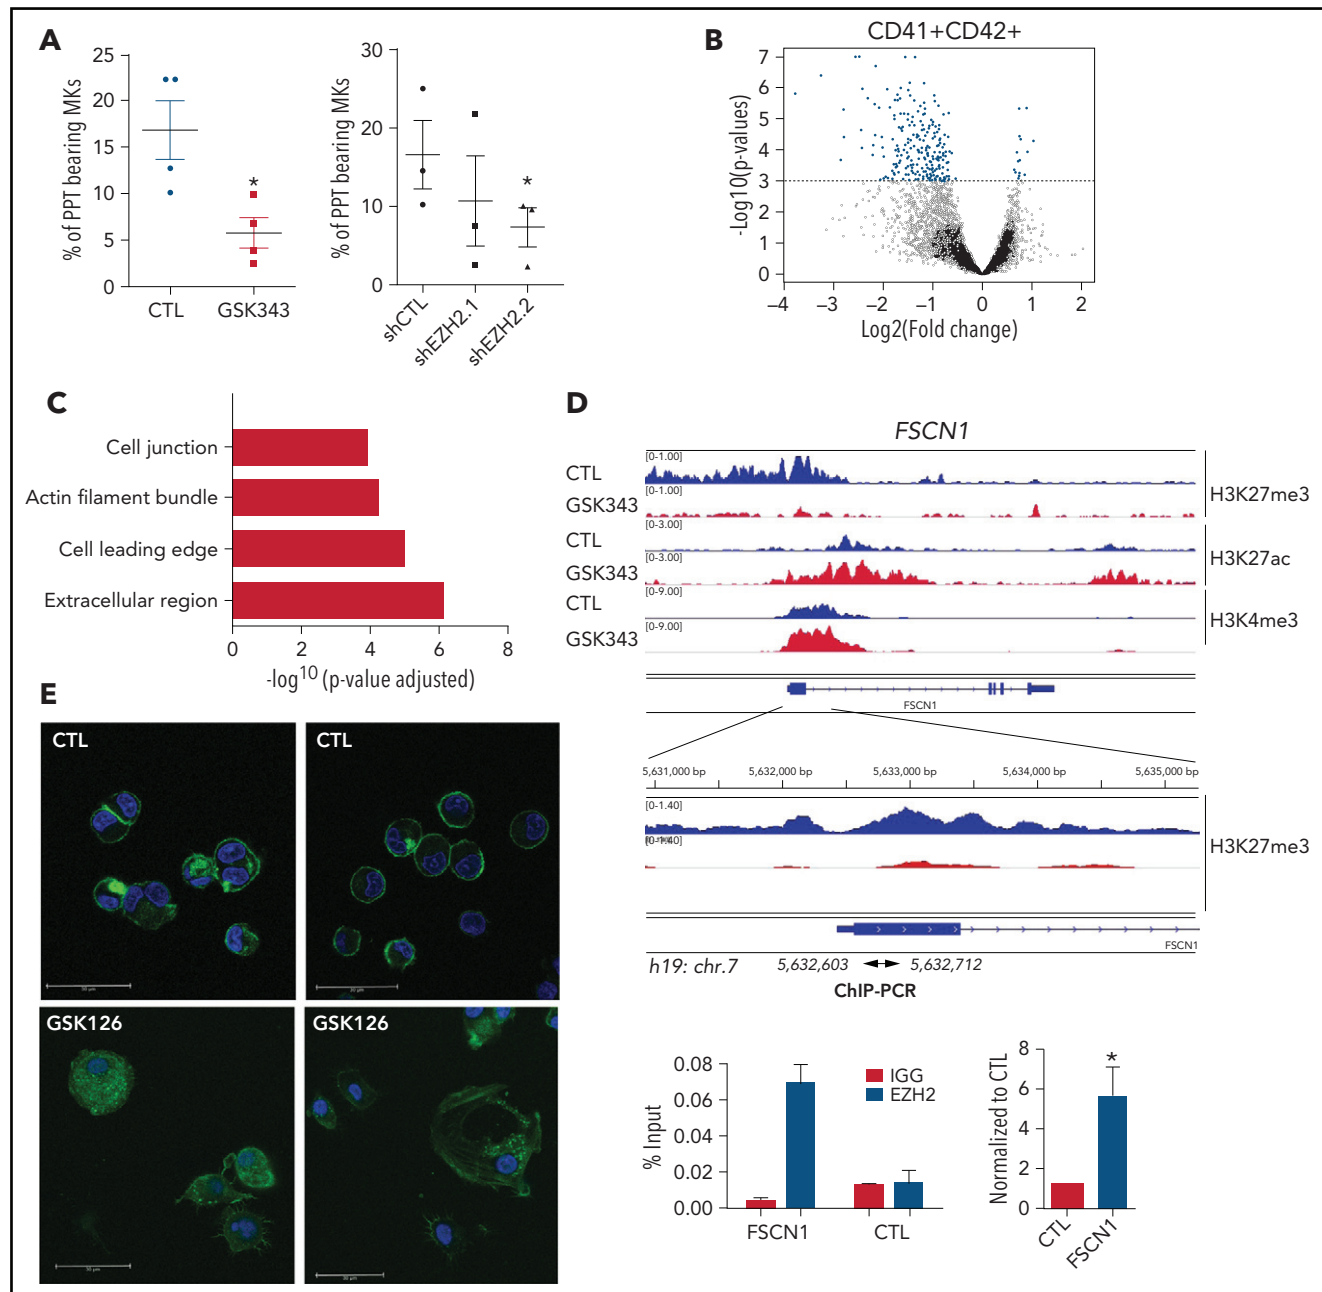 A
% of PPT bearing MKs
25
20
15
10
5
0
*
CTL
GSK343
% of PPT bearing MKs
30
20
10
0
*
shCTL
shEZH2.1
shEZH2.2
B
CD41+CD42+
-Log10(p-values)
7
6
5
4
3
2
1
0
–4 –3 –2 –1 0 1 2
Log2(Fold change)
C
Cell junction
Actin filament bundle
Cell leading edge
Extracellular region
0 2 4 6 8
-log10 (p-value adjusted)
D
FSCN1
CTL
[0-1.00]
GSK343
[0-1.00]
H3K27me3
CTL
[0-3.00]
GSK343
[0-3.00]
H3K27ac
CTL
[0-9.00]
GSK343
[0-9.00]
H3K4me3
FSCN1
5,631,000 bp 5,632,000 bp 5,633,000 bp 5,634,000 bp 5,635,000 bp
[0-1.40]
[0-1.40]
H3K27me3
FSCN1
h19: chr.7 5,632,603 5,632,712
ChIP-PCR
% Input
0.08
0.06
0.04
0.02
0.00
IGG
EZH2
FSCN1
CTL
Normalized to CTL
8
6
4
2
0
*
CTL
FSCN1
E
CTL
CTL
GSK126
GSK126